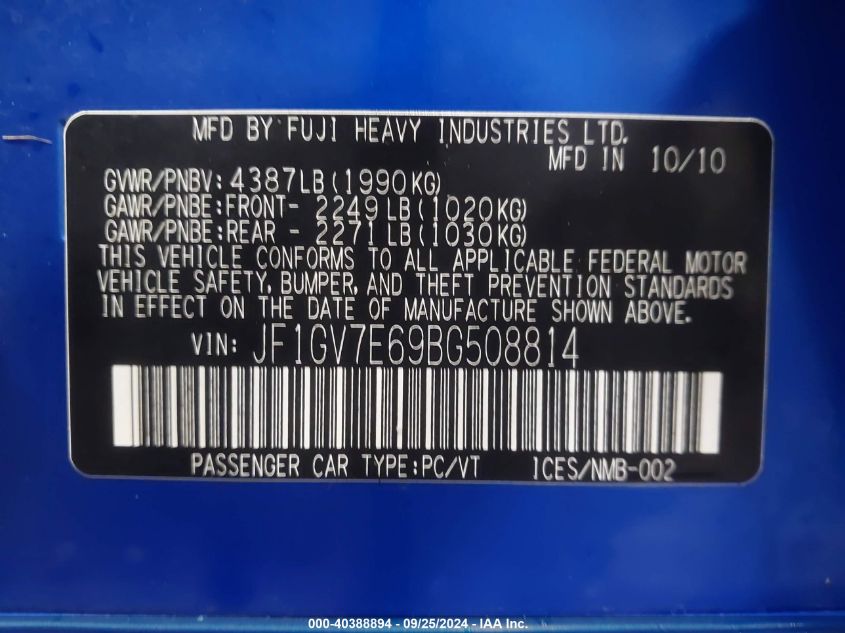 MFD BY FUJI HEAVY INDUSTRIES LTD.
MFD IN 10/10
GVWR/PNBV: 4387LB (1990KG)
GAWR/PNBE: FRONT- 2249 LB (1020KG)
GAWR/PNBE: REAR - 2271 LB (1030KG)
THIS VEHICLE CONFORMS TO ALL APPLICABLE FEDERAL MOTOR
VEHICLE SAFETY, BUMPER, AND THEFT PREVENTION STANDARDS
IN EFFECT ON THE DATE OF MANUFACTURE SHOWN ABOVE.
VIN: JF1GV7E69BG508814
PASSENGER CAR TYPE:PC/VT ICES/NMB-002
000-40388894 - 09/25/2024 - IAA Inc.